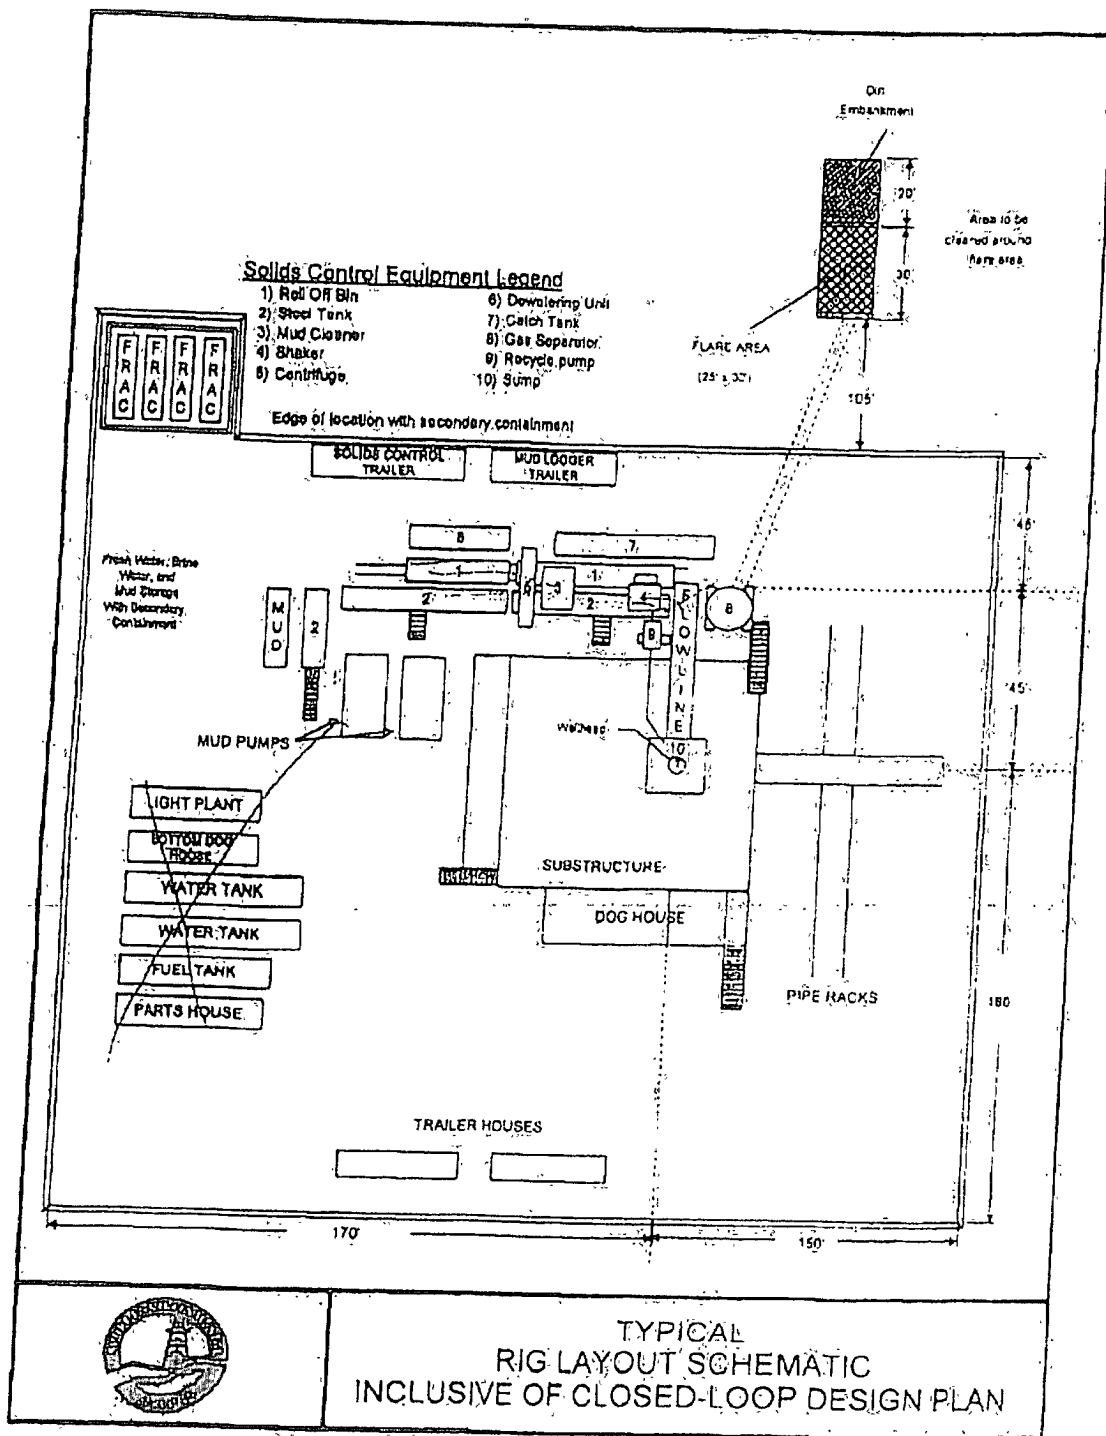 Dirt
Embankment
20'
Area to be
cleared around
flare area
30'
Solids Control Equipment Legend
1) Roll Off Bin
2) Steel Tank
3) Mud Cleaner
4) Shaker
5) Centrifuge
6) Dewatering Unit
7) Catch Tank
8) Gas Separator
9) Recycle pump
10) Sump
FLARE AREA
(25' x 30')
105'
FRAC
FRAC
FRAC
FRAC
Edge of location with secondary containment
SOLIDS CONTROL
TRAILER
MUD LOGGER
TRAILER
45'
7
Fresh Water, Brine
Water, and
Mud Storage
With Secondary
Containment
1
1
3
2
2
4
8
MUD
2
9
FLOWLINE
45'
Wellhead
10
MUD PUMPS
IGHT PLANT
BOTTOM DOG
HOUSE
WATER TANK
WATER TANK
FUEL TANK
PARTS HOUSE
SUBSTRUCTURE
DOG HOUSE
PIPE RACKS
180
TRAILER HOUSES
170'
150'
TYPICAL
RIG LAYOUT SCHEMATIC
INCLUSIVE OF CLOSED-LOOP DESIGN PLAN